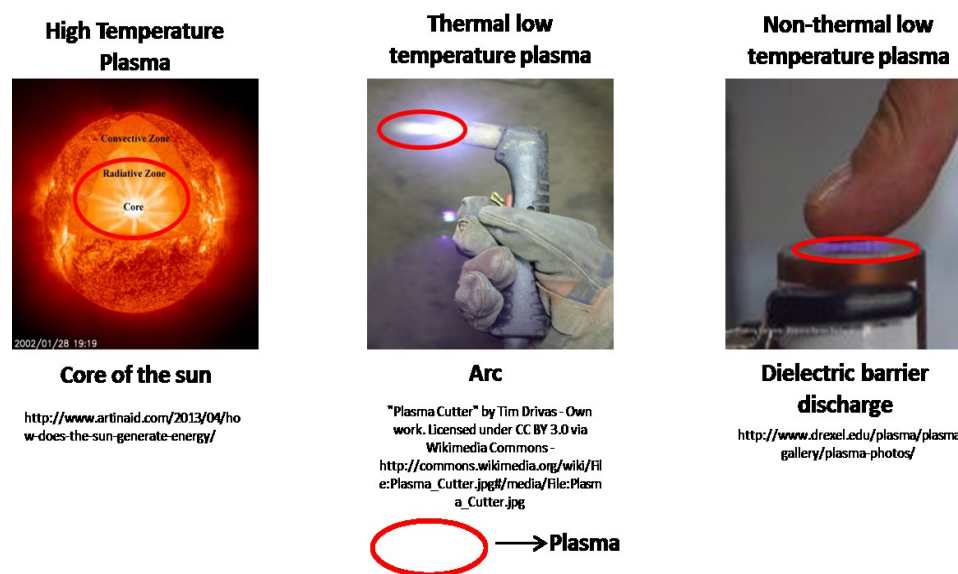 High Temperature
Plasma
Convective Zone
Radiative Zone
Core
2002/01/28 19:19
Core of the sun
http://www.artinaid.com/2013/04/ho
w-does-the-sun-generate-energy/
Thermal low
temperature plasma
Arc
"Plasma Cutter" by Tim Drivas - Own
work. Licensed under CC BY 3.0 via
Wikimedia Commons -
http://commons.wikimedia.org/wiki/Fil
e:Plasma_Cutter.jpg#/media/File:Plasm
a_Cutter.jpg
Non-thermal low
temperature plasma
Dielectric barrier
discharge
http://www.drexel.edu/plasma/plasma
gallery/plasma-photos/
Plasma